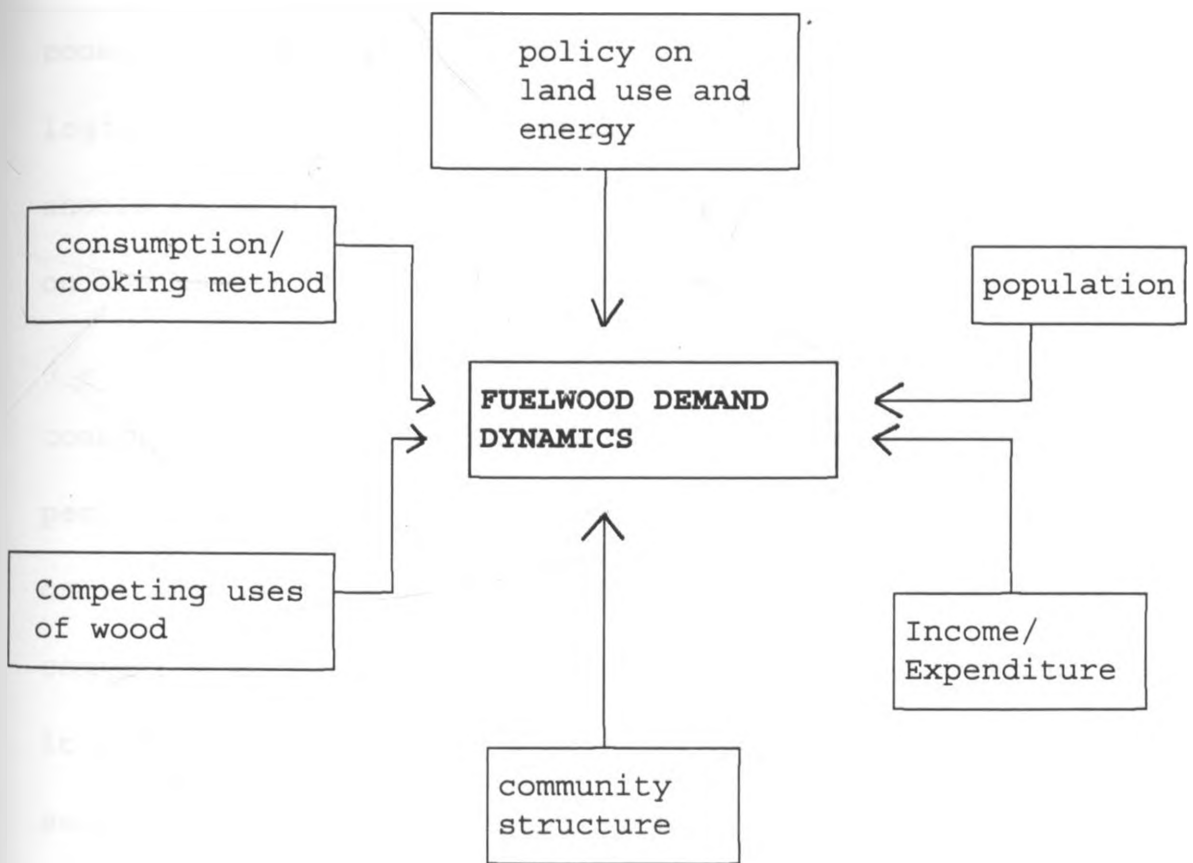 policy on
land use and
energy
consumption/
cooking method
population
FUELWOOD DEMAND
DYNAMICS
Competing uses
of wood
Income/
Expenditure
community
structure